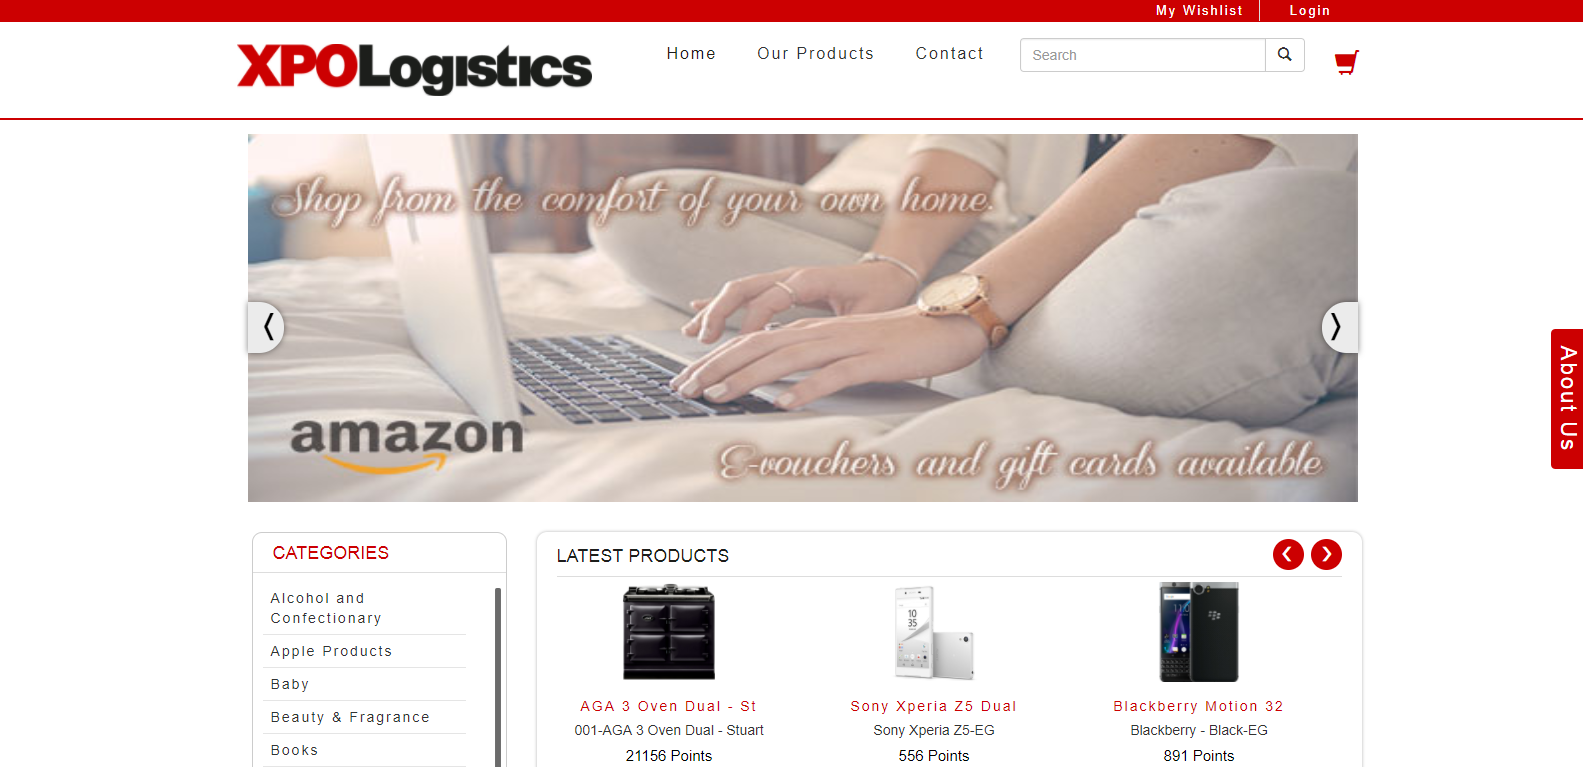 My Wishlist
Login
XPOLogistics
Home
Our Products
Contact
Search
Shop from the comfort of your own home.
amazon
E-vouchers and gift cards available
About Us
CATEGORIES
Alcohol and
Confectionary
Apple Products
Baby
Beauty & Fragrance
Books
LATEST PRODUCTS
AGA 3 Oven Dual - St
001-AGA 3 Oven Dual - Stuart
21156 Points
10
35
Sony Xperia Z5 Dual
Sony Xperia Z5-EG
556 Points
Blackberry Motion 32
Blackberry - Black-EG
891 Points